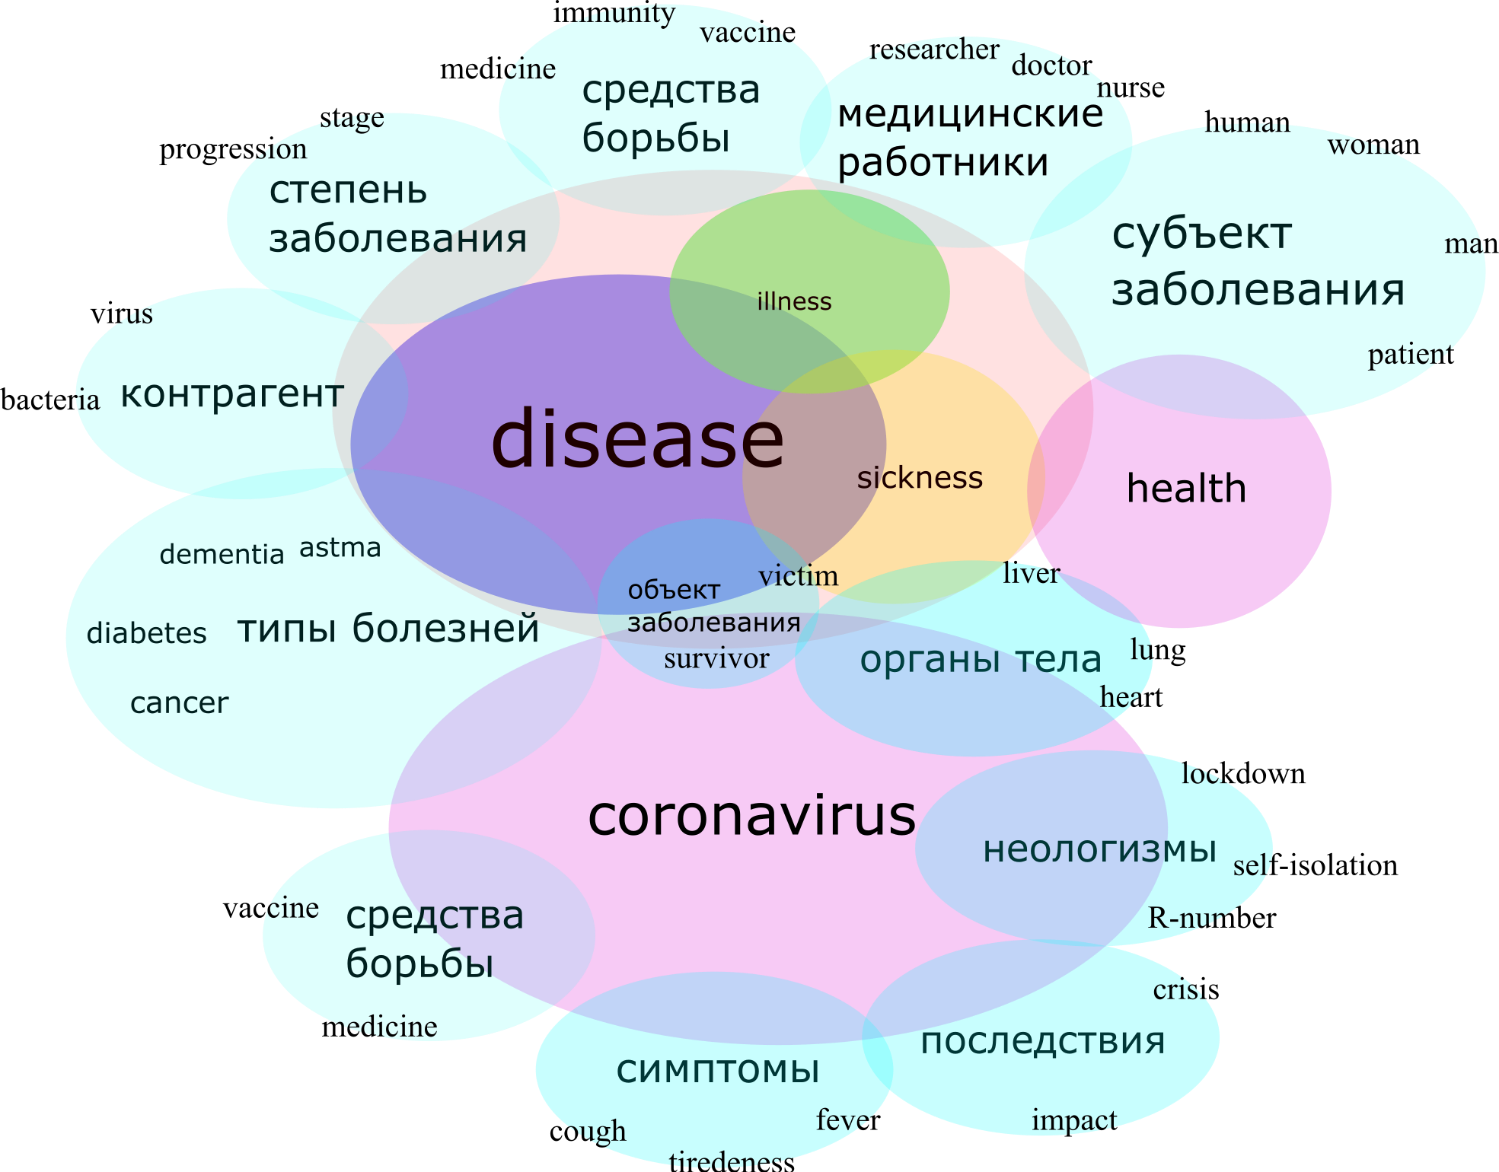 immunity
vaccine
medicine
средства
борьбы
researcher
doctor
nurse
медицинские
работники
human
woman
man
patient
субъект
заболевания
stage
progression
степень
заболевания
illness
virus
bacteria
контрагент
disease
sickness
health
dementia
astma
diabetes
типы болезней
cancer
объект
заболевания
victim
survivor
liver
органы тела
lung
heart
coronavirus
lockdown
неологизмы
self-isolation
R-number
vaccine
средства
борьбы
medicine
crisis
последствия
impact
симптомы
fever
cough
tiredeness